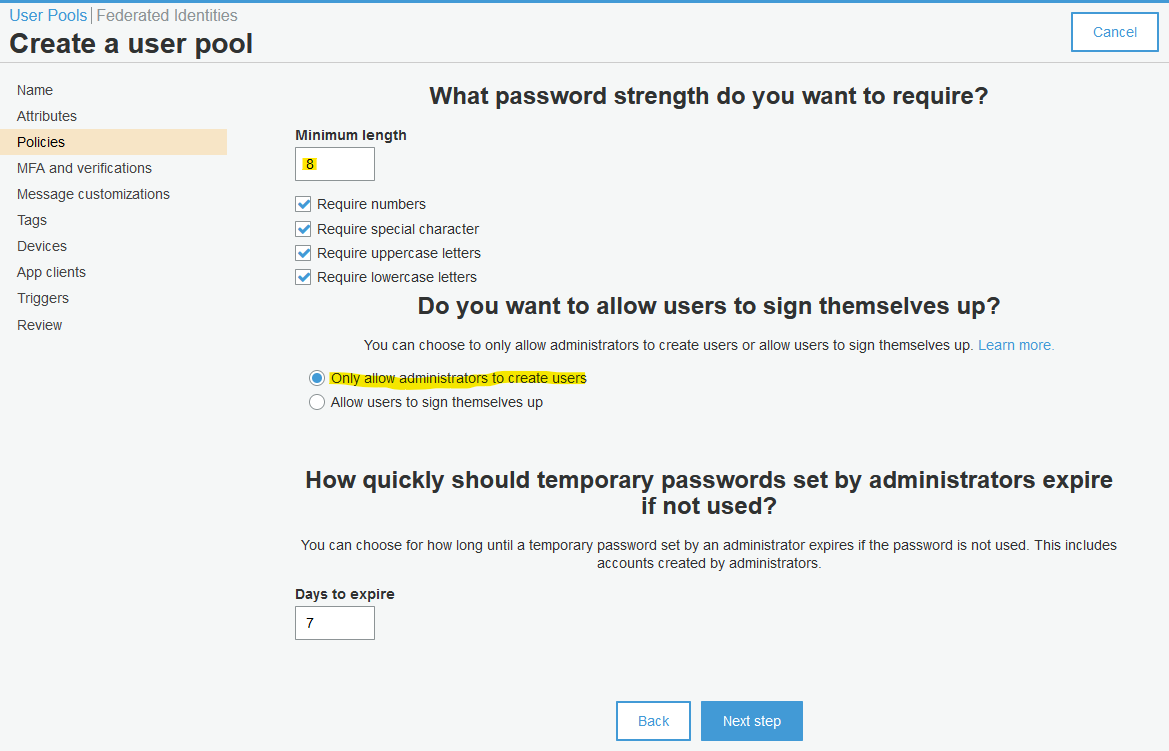 User Pools | Federated Identities
Create a user pool
Cancel
Name
Attributes
Policies
MFA and verifications
Message customizations
Tags
Devices
App clients
Triggers
Review
What password strength do you want to require?
Minimum length
8
Require numbers
Require special character
Require uppercase letters
Require lowercase letters
Do you want to allow users to sign themselves up?
You can choose to only allow administrators to create users or allow users to sign themselves up. Learn more.
Only allow administrators to create users
Allow users to sign themselves up
How quickly should temporary passwords set by administrators expire
if not used?
You can choose for how long until a temporary password set by an administrator expires if the password is not used. This includes
accounts created by administrators.
Days to expire
7
Back
Next step